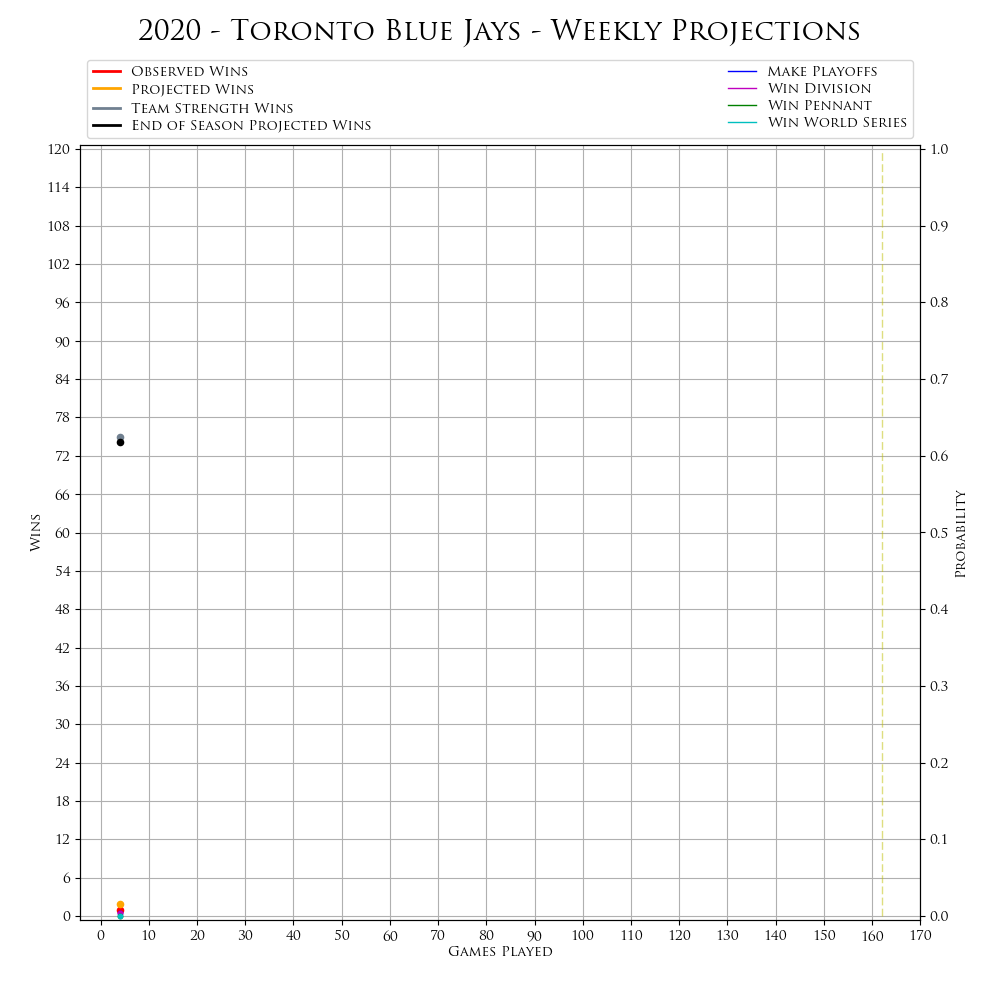 2020 - Toronto Blue Jays - Weekly Projections
Observed Wins
Projected Wins
Team Strength Wins
End of Season Projected Wins
Make Playoffs
Win Division
Win Pennant
Win World Series
120
114
108
102
96
90
84
78
72
66
60
54
48
42
36
30
24
18
12
6
0
Wins
1.0
0.9
0.8
0.7
0.6
0.5
0.4
0.3
0.2
0.1
0.0
Probability
0 10 20 30 40 50 60 70 80 90 100 110 120 130 140 150 160 170
Games Played